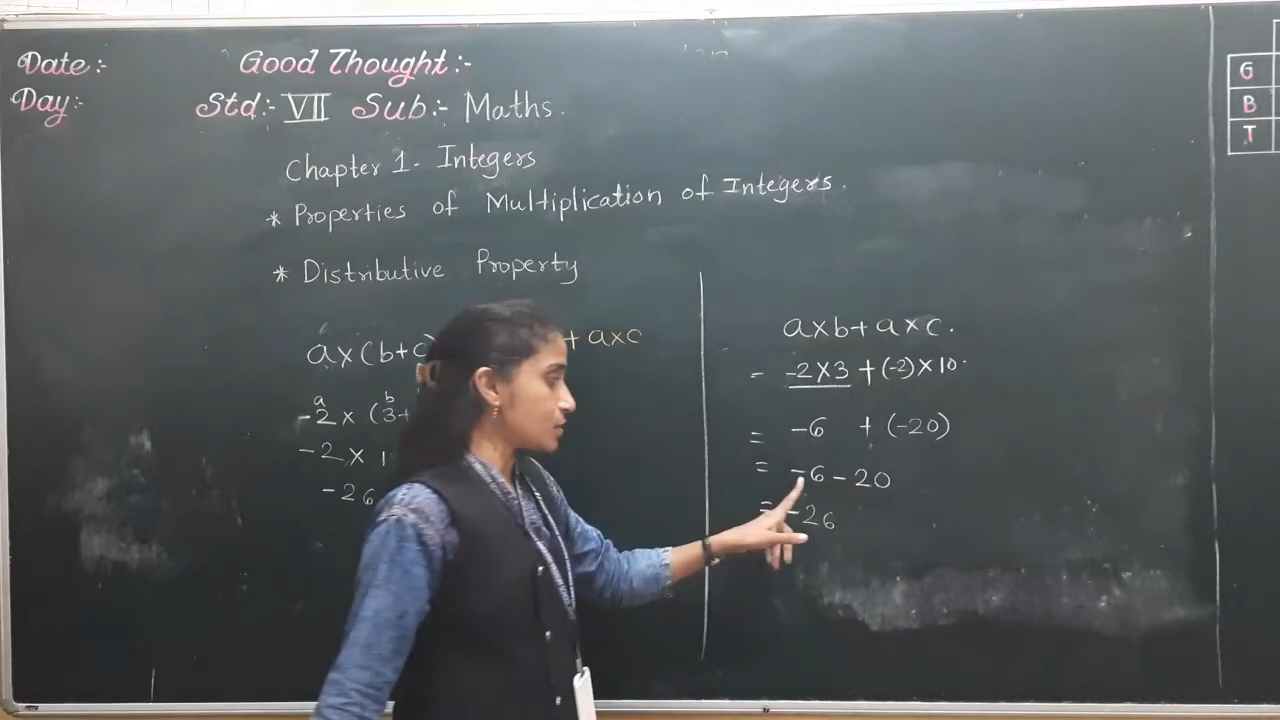 Date:-
Good Thought:-
Day:-
Std:- VII Sub:- Maths.
Chapter 1- Integers
* Properties of Multiplication of Integers.
* Distributive Property
a×(b+c) + a×c
a b
-2 × (3+
-2 × 1
-26
a×b+a×c.
= -2×3 +(-2)×10.
= -6 + (-20)
= -6-20
= -26
G
B
T